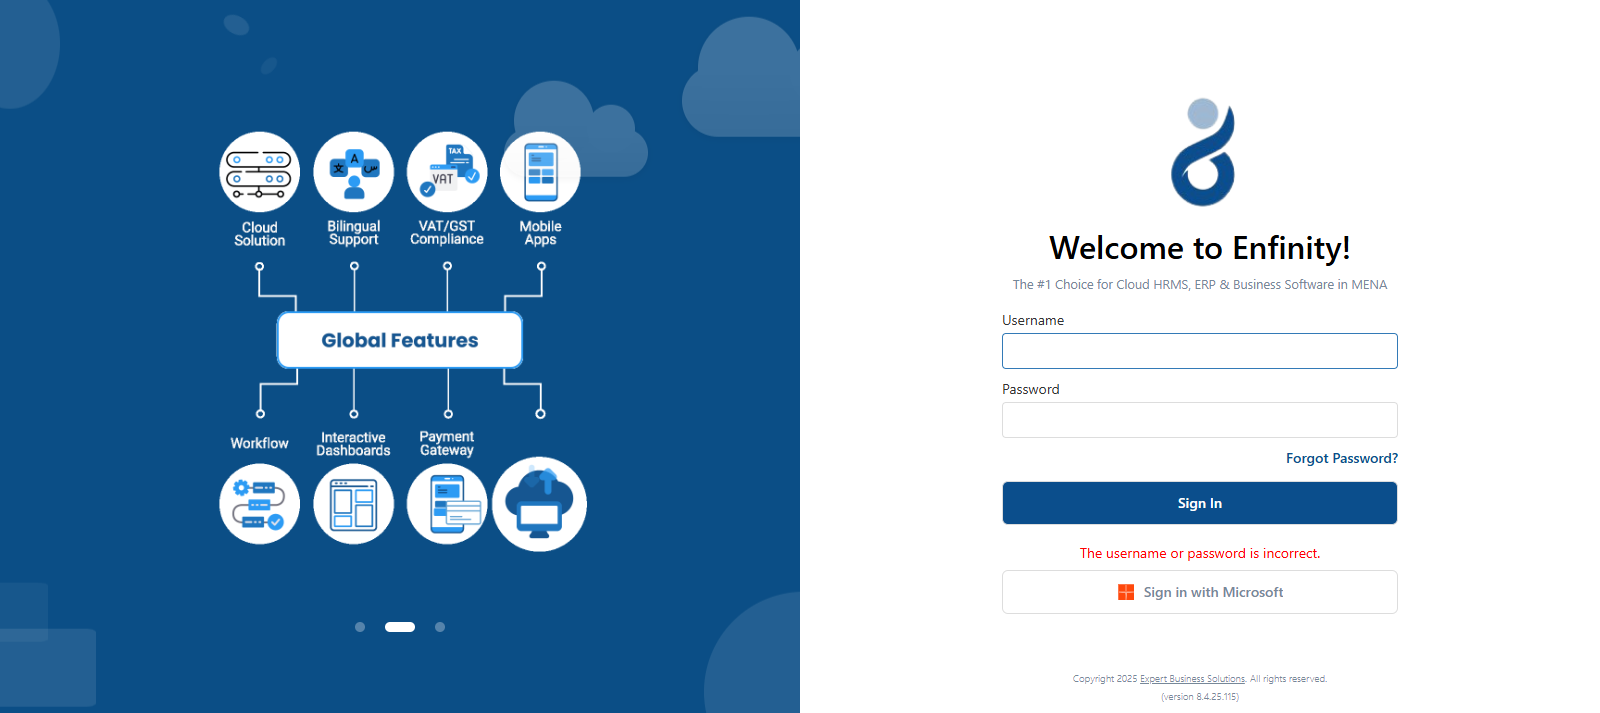 TAX
VAT
A
文
س
Cloud
Solution
Bilingual
Support
VAT/GST
Compliance
Mobile
Apps
Global Features
Workflow
Interactive
Dashboards
Payment
Gateway
Welcome to Enfinity!
The #1 Choice for Cloud HRMS, ERP & Business Software in MENA
Username
Password
Forgot Password?
Sign In
The username or password is incorrect.
Sign in with Microsoft
Copyright 2025 Expert Business Solutions. All rights reserved.
(version 8.4.25.115)